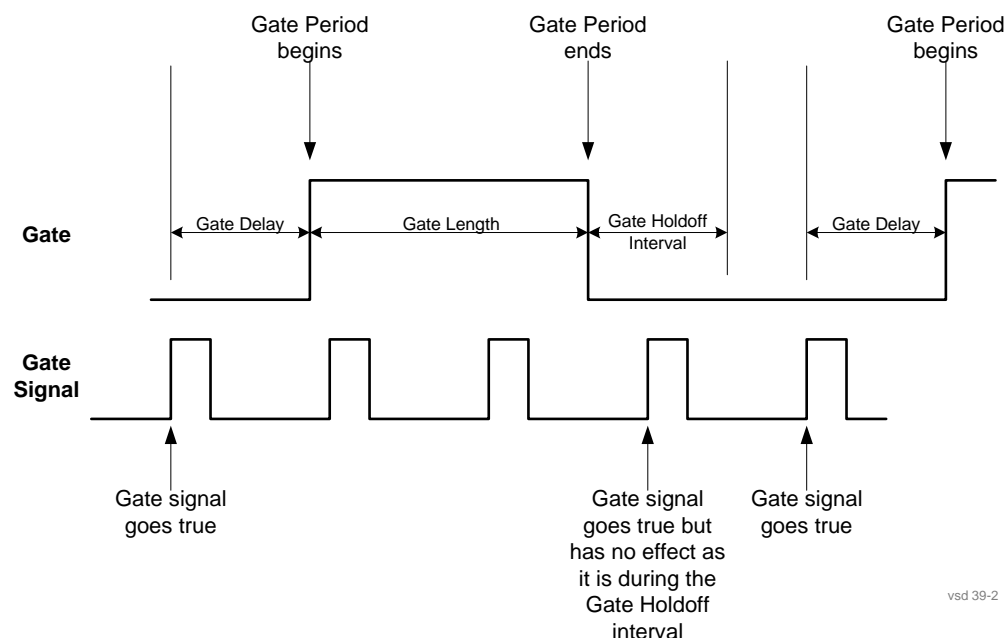 Gate Period
begins
Gate Period
ends
Gate Period
begins
Gate
Gate Delay
Gate Length
Gate Holdoff
Interval
Gate Delay
Gate
Signal
Gate signal
goes true
Gate signal
goes true but
has no effect as
it is during the
Gate Holdoff
interval
Gate signal
goes true
vsd 39-2